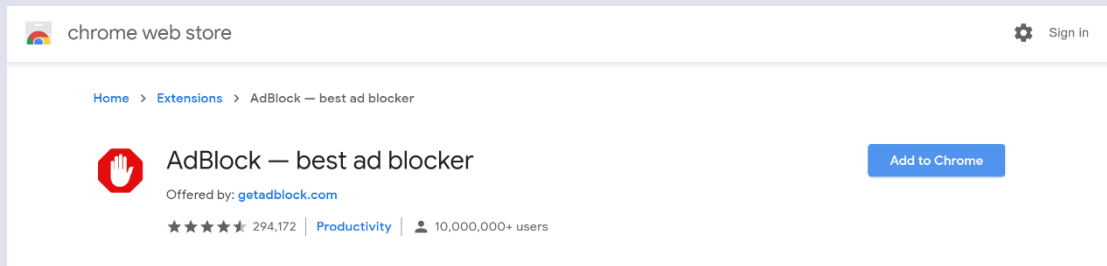 chrome web store Sign in
Home > Extensions > AdBlock — best ad blocker
AdBlock — best ad blocker Add to Chrome
Offered by: getadblock.com
294,172 | Productivity | 10,000,000+ users